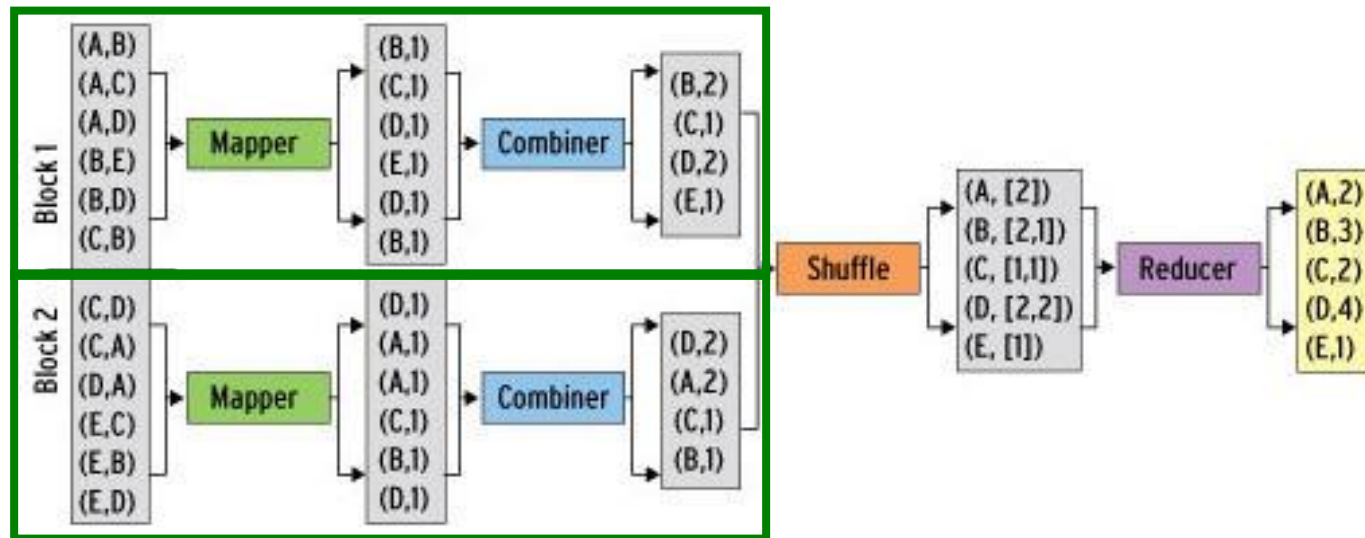 Block 1
(A,B)
(A,C)
(A,D)
(B,E)
(B,D)
(C,B)
Mapper
(B,1)
(C,1)
(D,1)
(E,1)
(D,1)
(B,1)
Combiner
(B,2)
(C,1)
(D,2)
(E,1)
Block 2
(C,D)
(C,A)
(D,A)
(E,C)
(E,B)
(E,D)
Mapper
(D,1)
(A,1)
(A,1)
(C,1)
(B,1)
(D,1)
Combiner
(D,2)
(A,2)
(C,1)
(B,1)
Shuffle
(A, [2])
(B, [2,1])
(C, [1,1])
(D, [2,2])
(E, [1])
Reducer
(A,2)
(B,3)
(C,2)
(D,4)
(E,1)